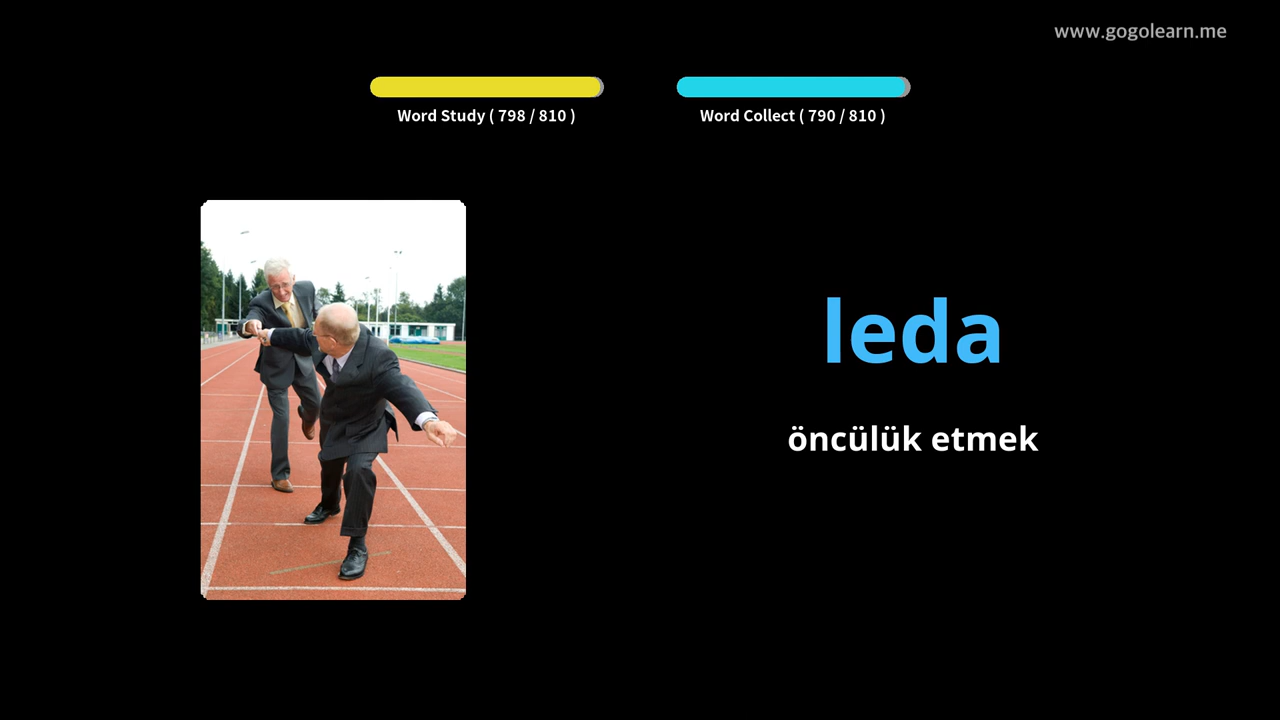 www.gogolearn.me
Word Study ( 798 / 810 )
Word Collect ( 790 / 810 )
leda
öncülük etmek